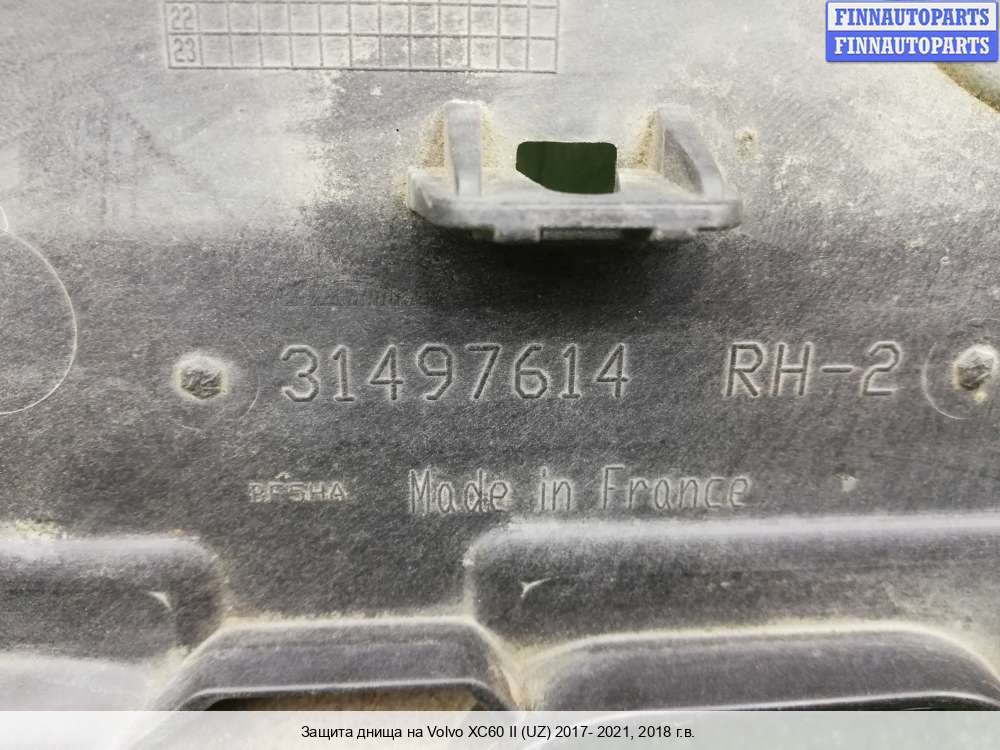 FINNAUTOPARTS
FINNAUTOPARTS
22
23
31497614 RH-2
Made in France
Защита днища на Volvo XC60 II (UZ) 2017- 2021, 2018 г.в.